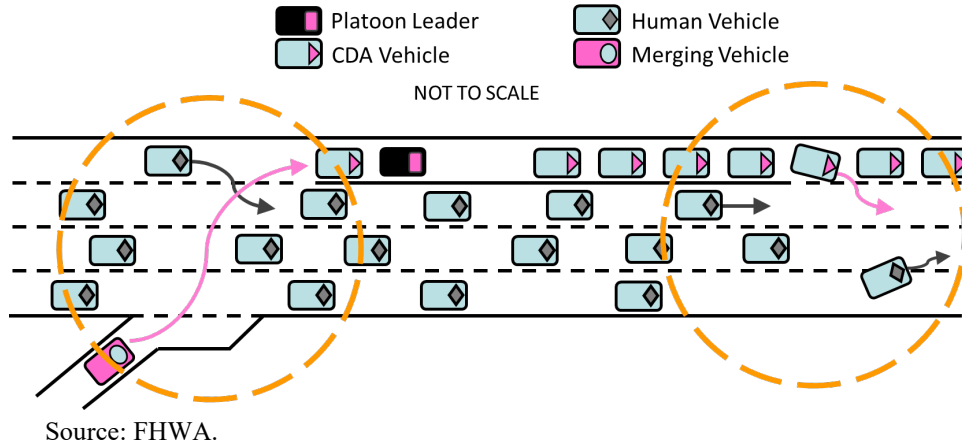 Platoon Leader
Human Vehicle
CDA Vehicle
Merging Vehicle
NOT TO SCALE
Source: FHWA.